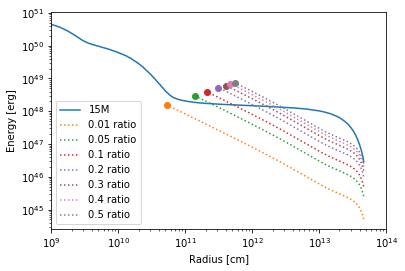 10^51
10^50
10^49
10^48
10^47
10^46
10^45
Energy [erg]
15M
0.01 ratio
0.05 ratio
0.1 ratio
0.2 ratio
0.3 ratio
0.4 ratio
0.5 ratio
10^9 10^10 10^11 10^12 10^13 10^14
Radius [cm]